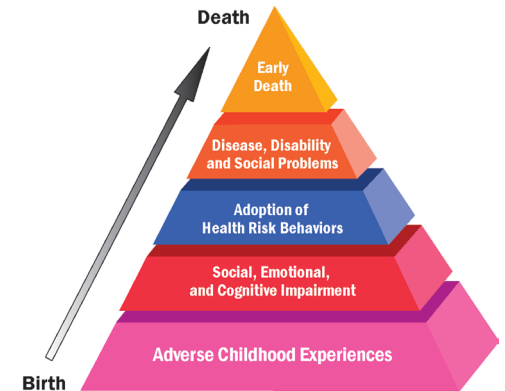 Death
Early
Death
Disease, Disability
and Social Problems
Adoption of
Health Risk Behaviors
Social, Emotional,
and Cognitive Impairment
Adverse Childhood Experiences
Birth